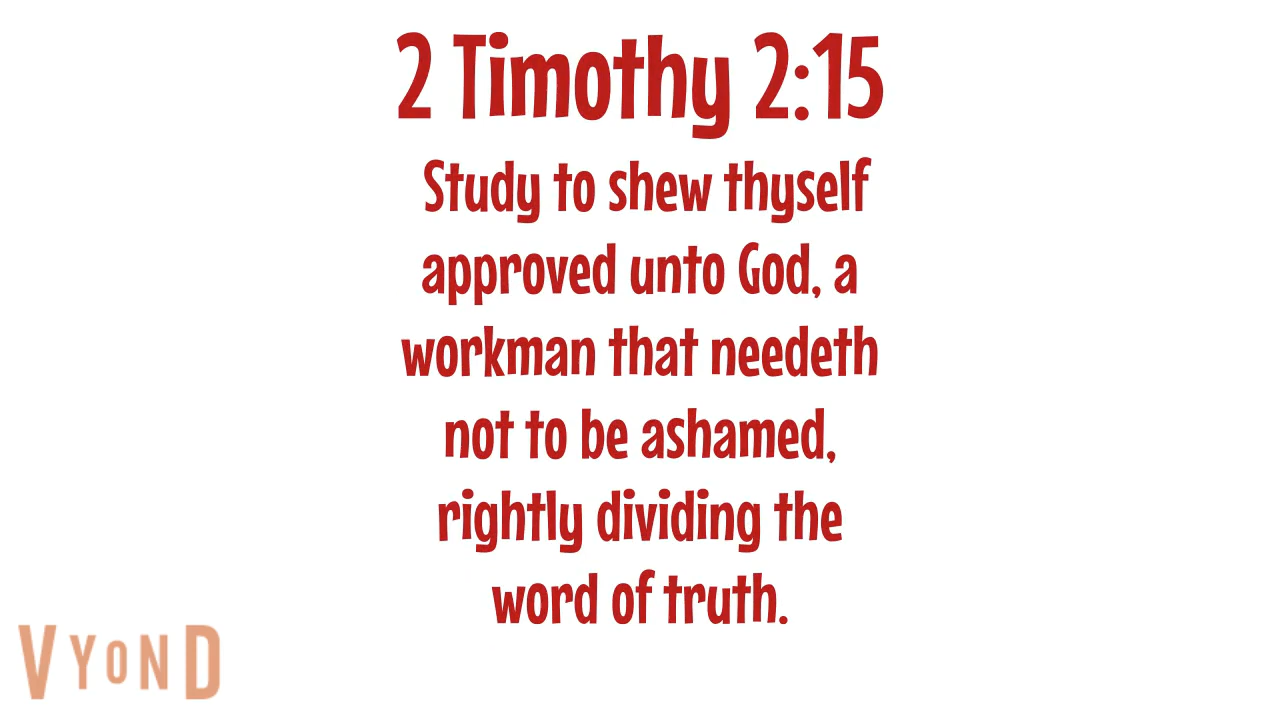 2 Timothy 2:15
Study to shew thyself
approved unto God, a
workman that needeth
not to be ashamed,
rightly dividing the
word of truth.
VYOND